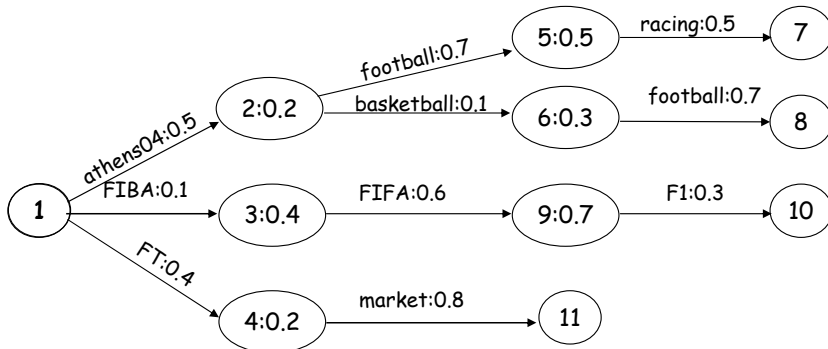 racing:0.5
5:0.5
7
football:0.7
2:0.2
basketball:0.1
football:0.7
6:0.3
8
athens04:0.5
FIBA:0.1
FIFA:0.6
F1:0.3
1
3:0.4
9:0.7
10
FT:0.4
market:0.8
4:0.2
11